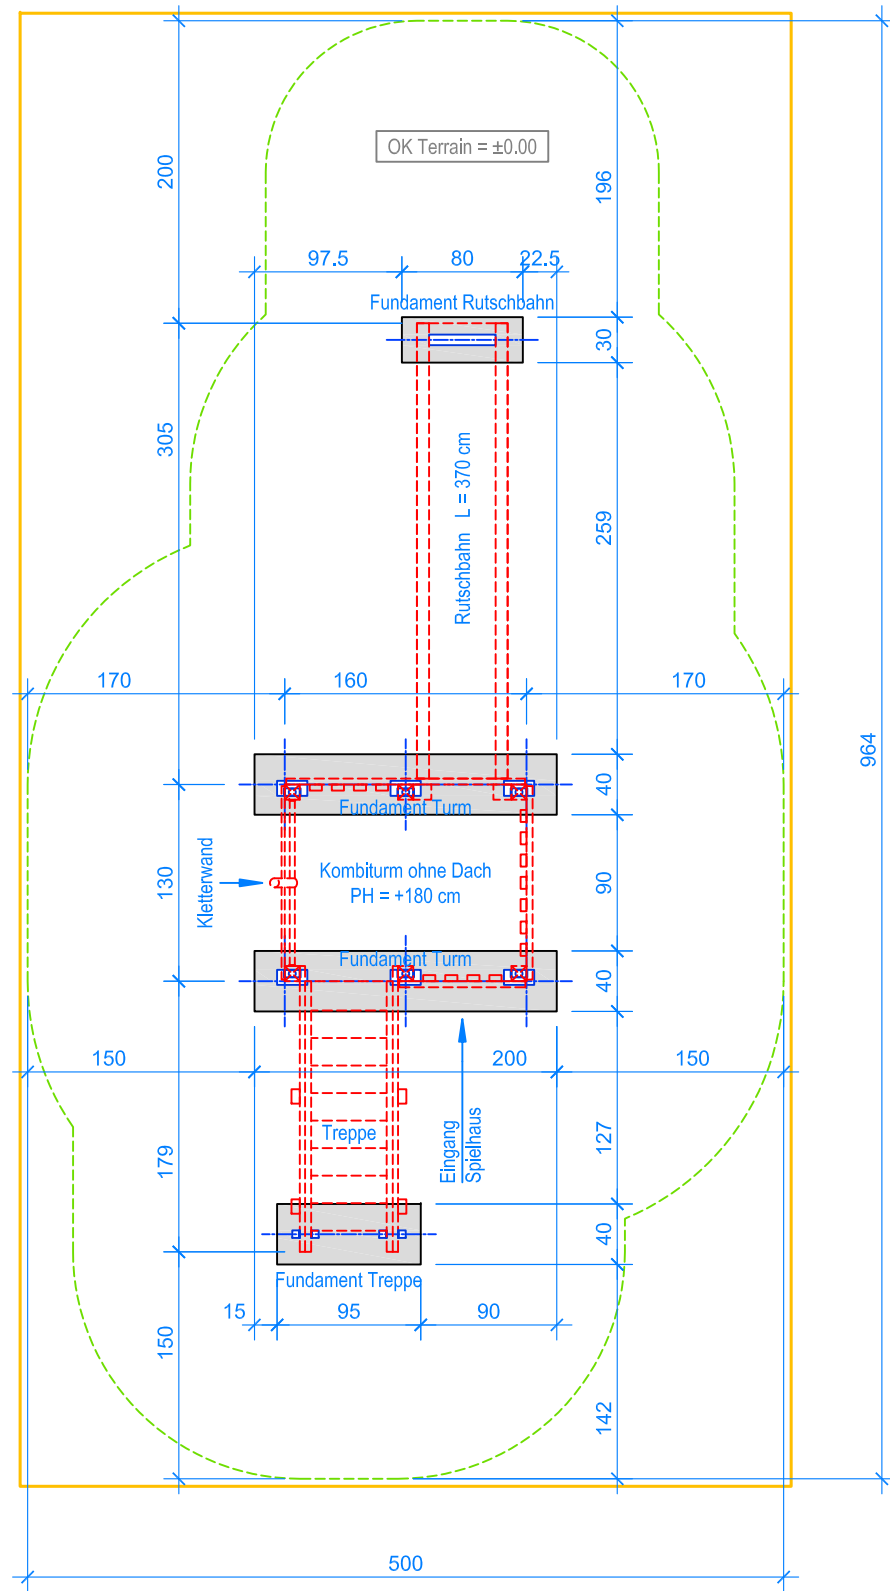 OK Terrain = ±0.00
200
196
97.5
80
22.5
Fundament Rutschbahn
30
305
Rutschbahn L = 370 cm
259
170
160
170
964
40
Fundament Turm
Kletterwand
130
Kombiturm ohne Dach
PH = +180 cm
90
Fundament Turm
40
150
200
150
Eingang
Spielhaus
179
Treppe
127
40
Fundament Treppe
15
95
90
150
142
500